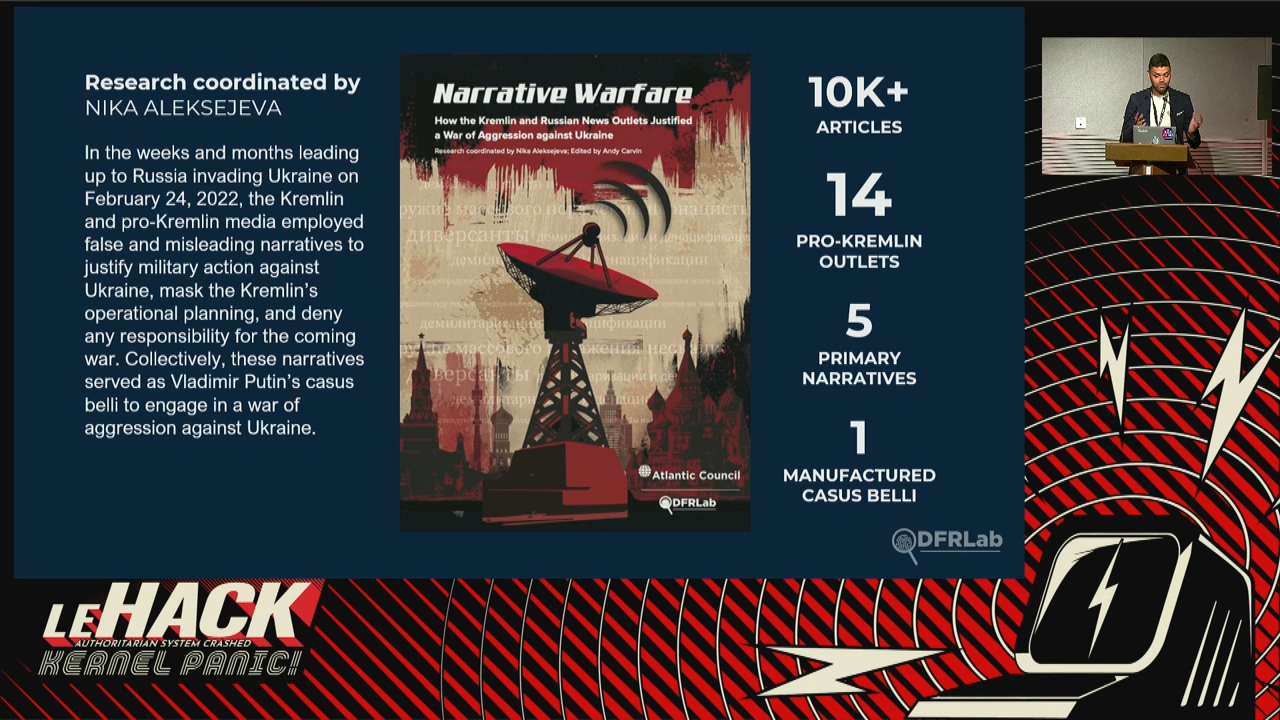 Research coordinated by
NIKA ALEKSEJEVA
In the weeks and months leading
up to Russia invading Ukraine on
February 24, 2022, the Kremlin
and pro-Kremlin media employed
false and misleading narratives to
justify military action against
Ukraine, mask the Kremlin's
operational planning, and deny
any responsibility for the coming
war. Collectively, these narratives
served as Vladimir Putin's casus
belli to engage in a war of
aggression against Ukraine.
Narrative Warfare
How the Kremlin and Russian News Outlets Justified
a War of Aggression against Ukraine
Research coordinated by Nika Aleksejeva; Edited by Andy Carvin
массового
диверсанты
демилитаризации
массового
Atlantic Council
DFRLab
10K+
ARTICLES
14
PRO-KREMLIN
OUTLETS
5
PRIMARY
NARRATIVES
1
MANUFACTURED
CASUS BELLI
DFRLab
LEHACK
AUTHORITARIAN SYSTEM CRASHED
KERNEL PANIC!